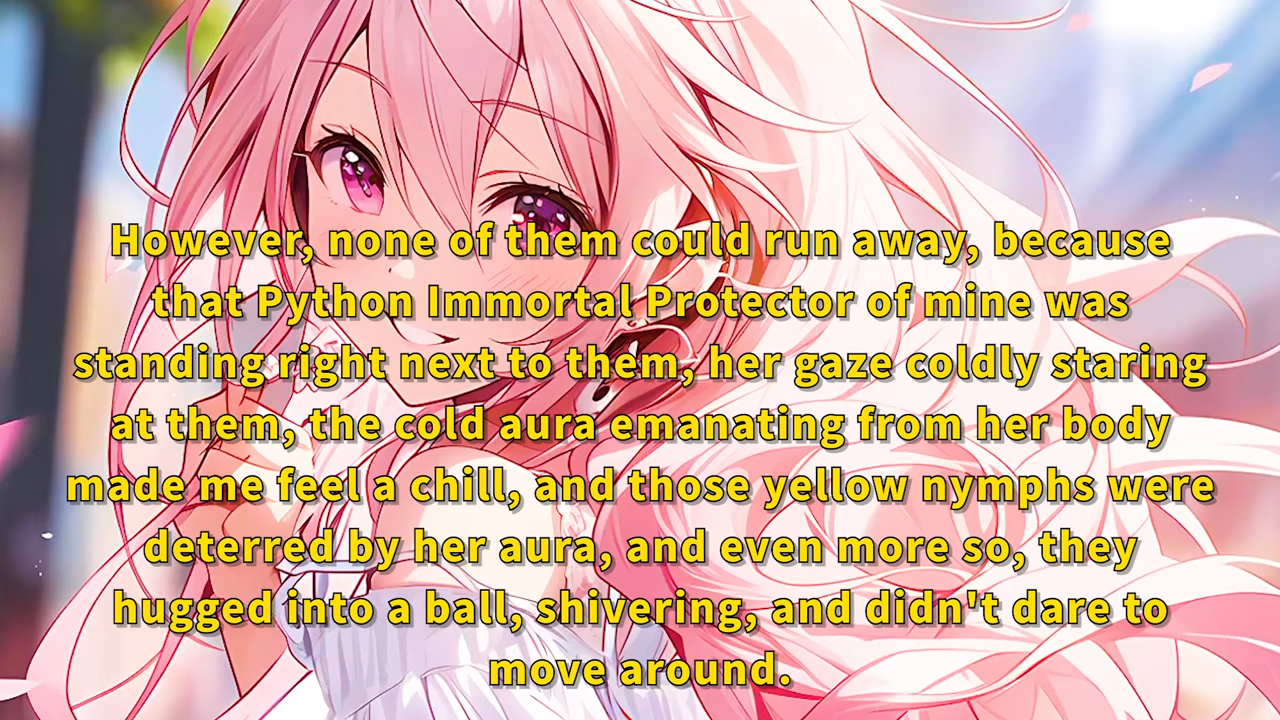 However, none of them could run away, because
that Python Immortal Protector of mine was
standing right next to them, her gaze coldly staring
at them, the cold aura emanating from her body
made me feel a chill, and those yellow nymphs were
deterred by her aura, and even more so, they
hugged into a ball, shivering, and didn't dare to
move around.